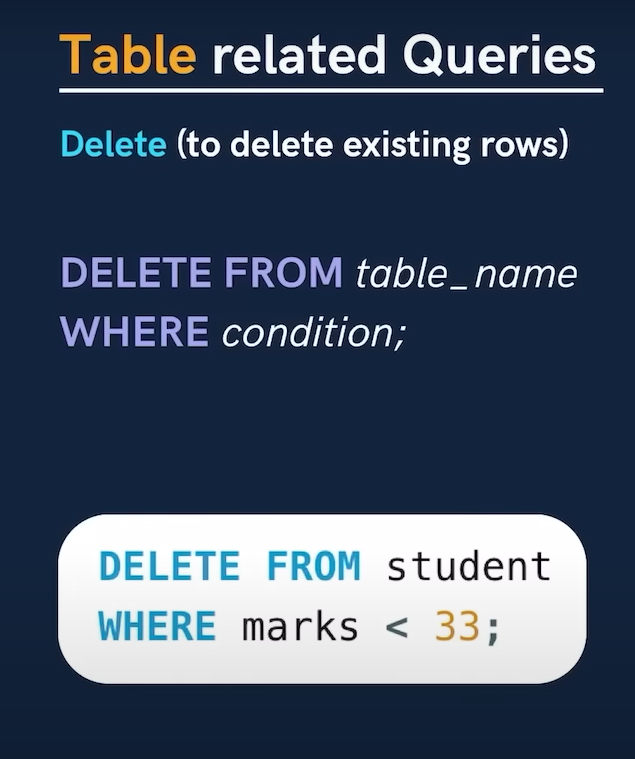 Table related Queries
Delete (to delete existing rows)
DELETE FROM table_name
WHERE condition;
DELETE FROM student
WHERE marks < 33;